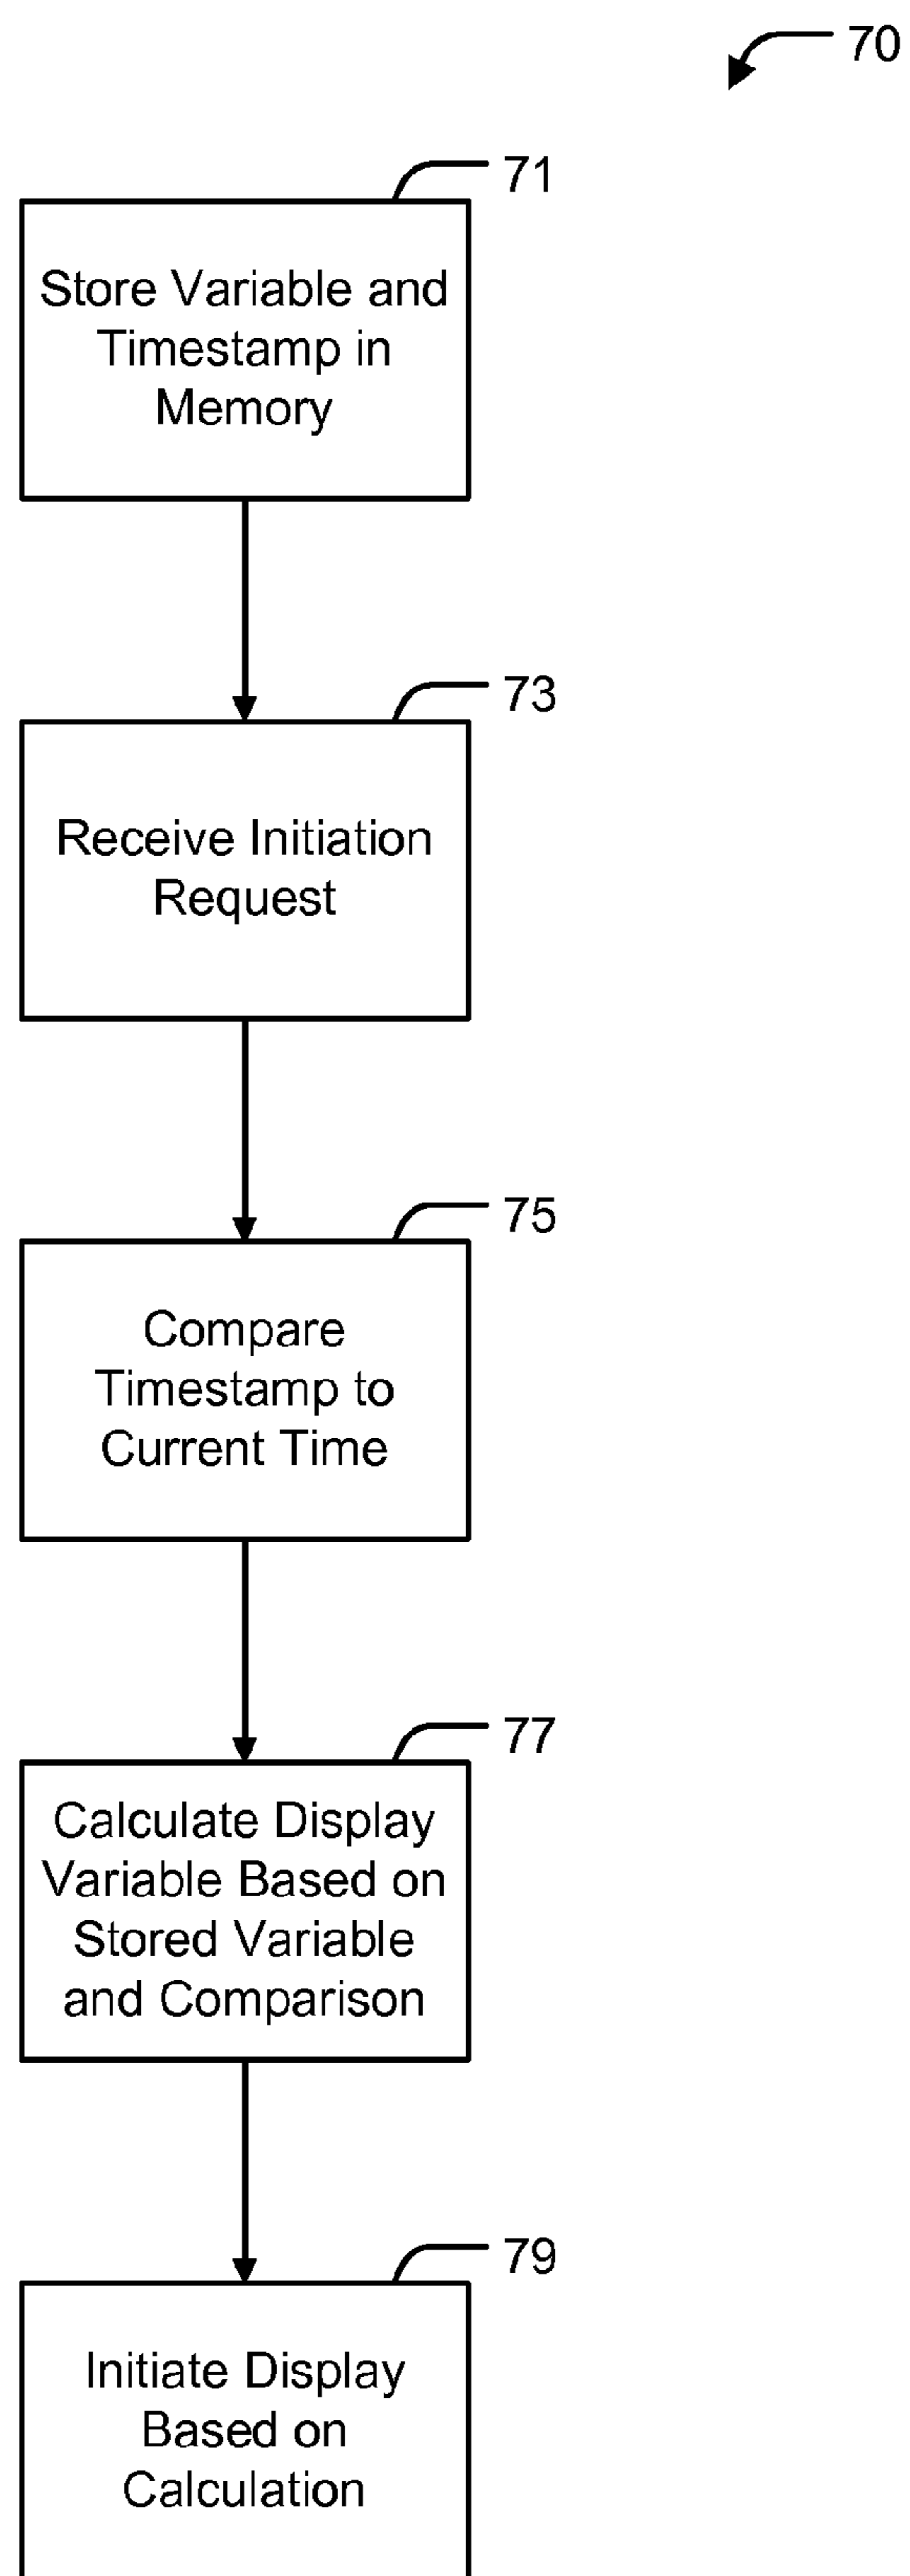 70
71
Store Variable and
Timestamp in
Memory
73
Receive Initiation
Request
75
Compare
Timestamp to
Current Time
77
Calculate Display
Variable Based on
Stored Variable
and Comparison
79
Initiate Display
Based on
Calculation